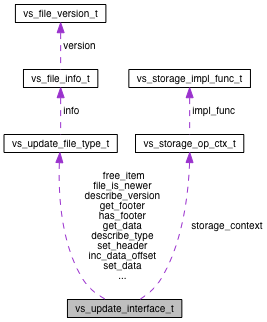 vs_file_version_t
version
vs_file_info_t
vs_storage_impl_func_t
info
impl_func
vs_update_file_type_t
vs_storage_op_ctx_t
free_item
file_is_newer
describe_version
get_footer
has_footer
get_data
describe_type
set_header
inc_data_offset
set_data
...
storage_context
vs_update_interface_t